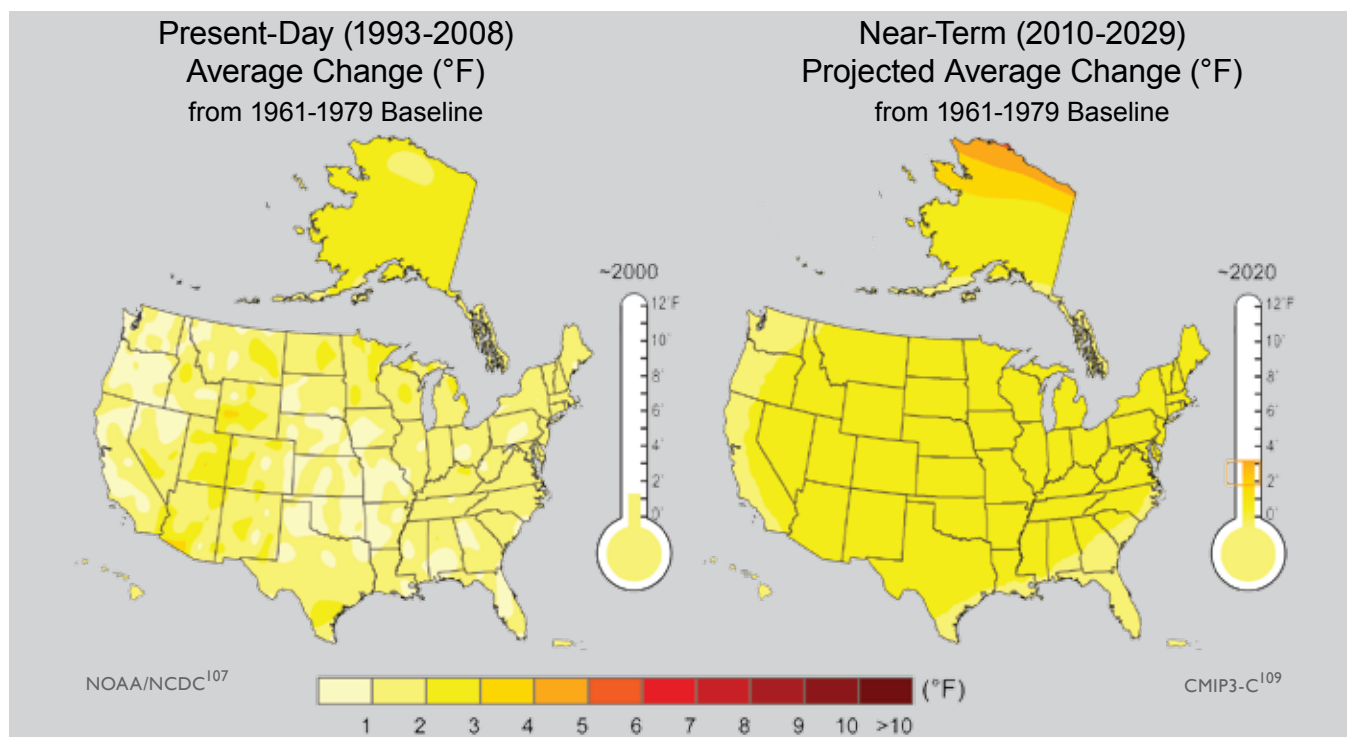 Present-Day (1993-2008)
Average Change (°F)
from 1961-1979 Baseline
Near-Term (2010-2029)
Projected Average Change (°F)
from 1961-1979 Baseline
~2000
12°F
10°
8°
6°
4°
2°
0°
~2020
12°F
10°
8°
6°
4°
2°
0°
NOAA/NCDC107
(°F)
1 2 3 4 5 6 7 8 9 10 >10
CMIP3-C109